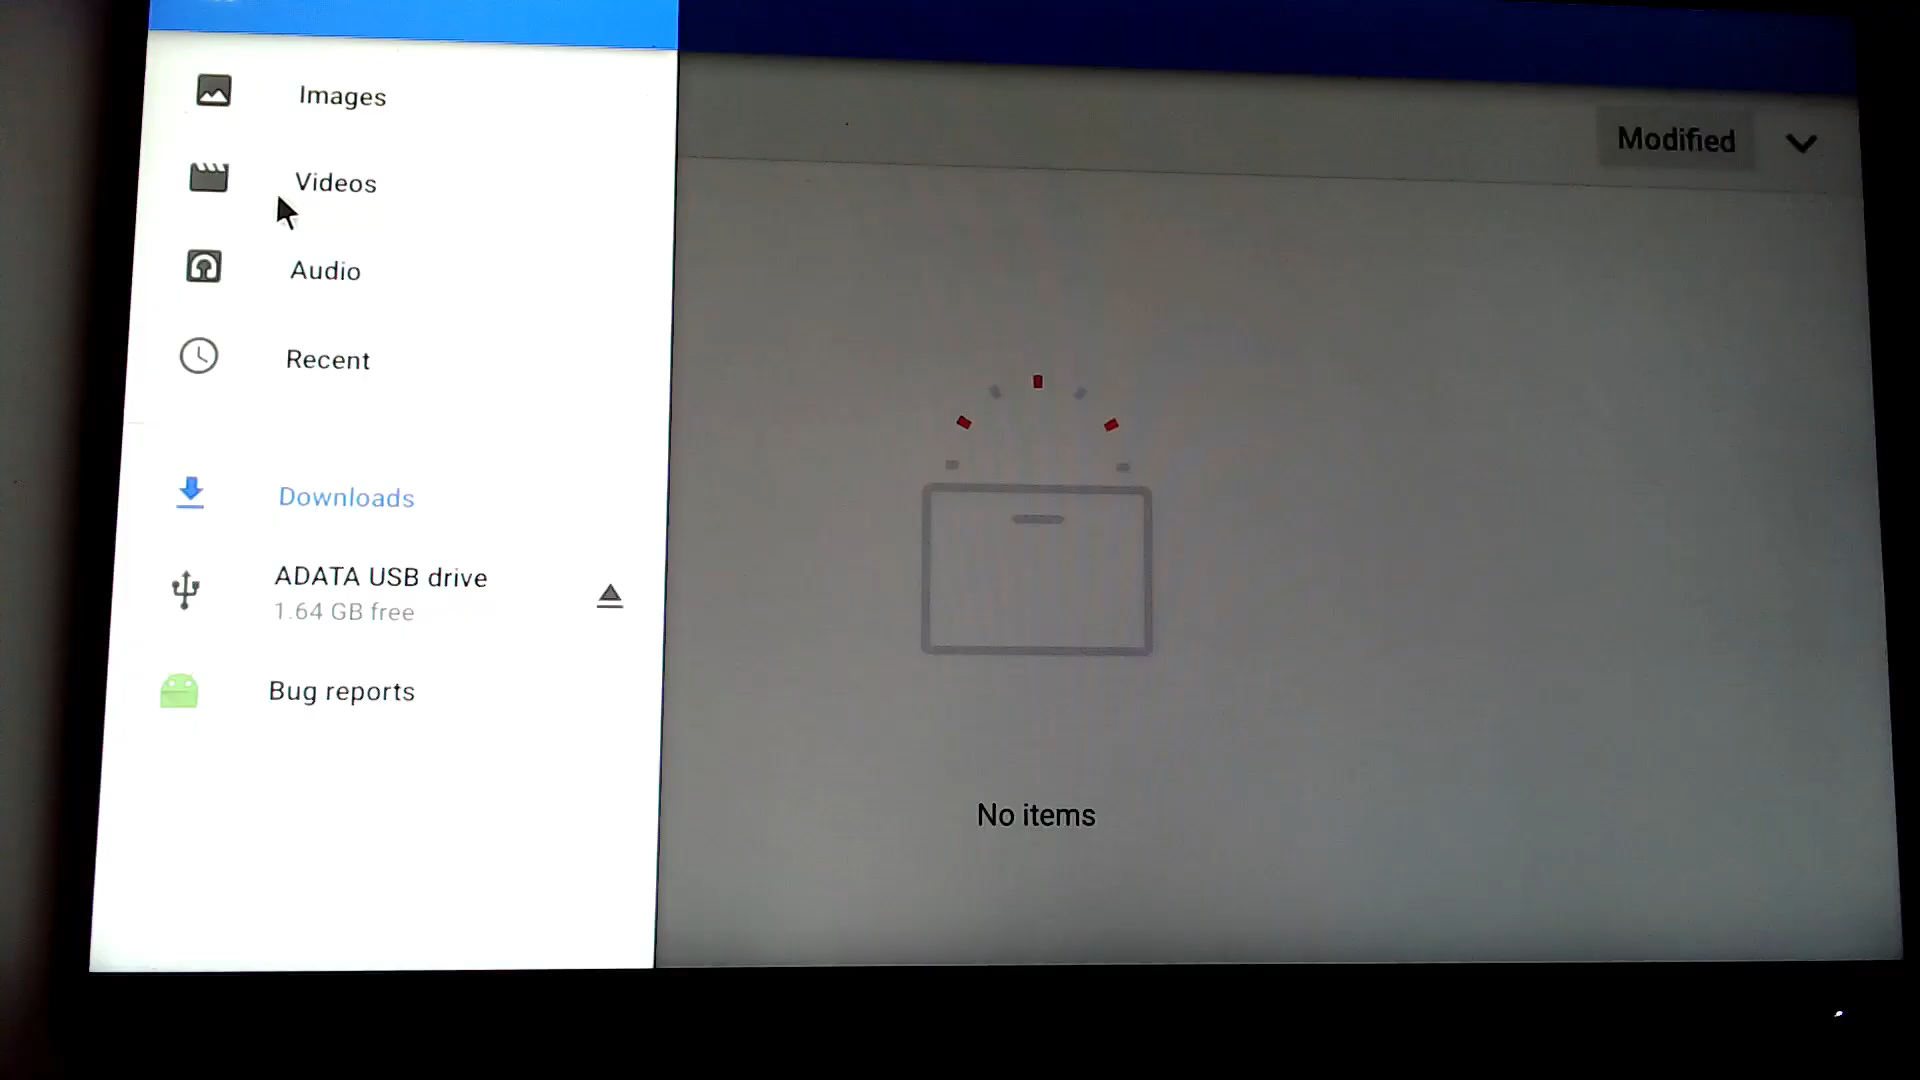 Images
Videos
Audio
Recent
Downloads
ADATA USB drive
1.64 GB free
Bug reports
Modified
No items